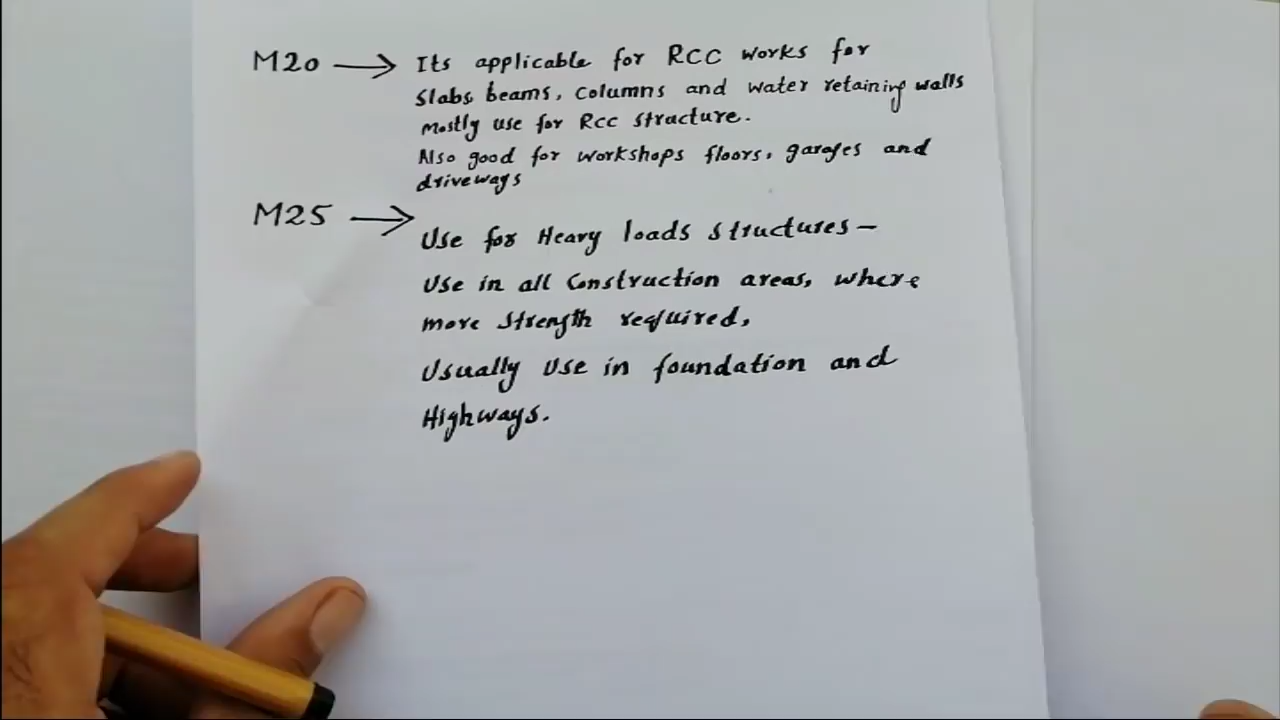 M20 → Its applicable for RCC works for
slabs, beams, columns and water retaining walls
mostly use for Rcc structure.
Also good for workshops floors, garages and
driveways
M25 →
Use for Heavy loads structures -
Use in all Construction areas, where
more strength required,
Usually use in foundation and
Highways.